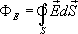 Φ_E = ∮_S E⃗ dS⃗